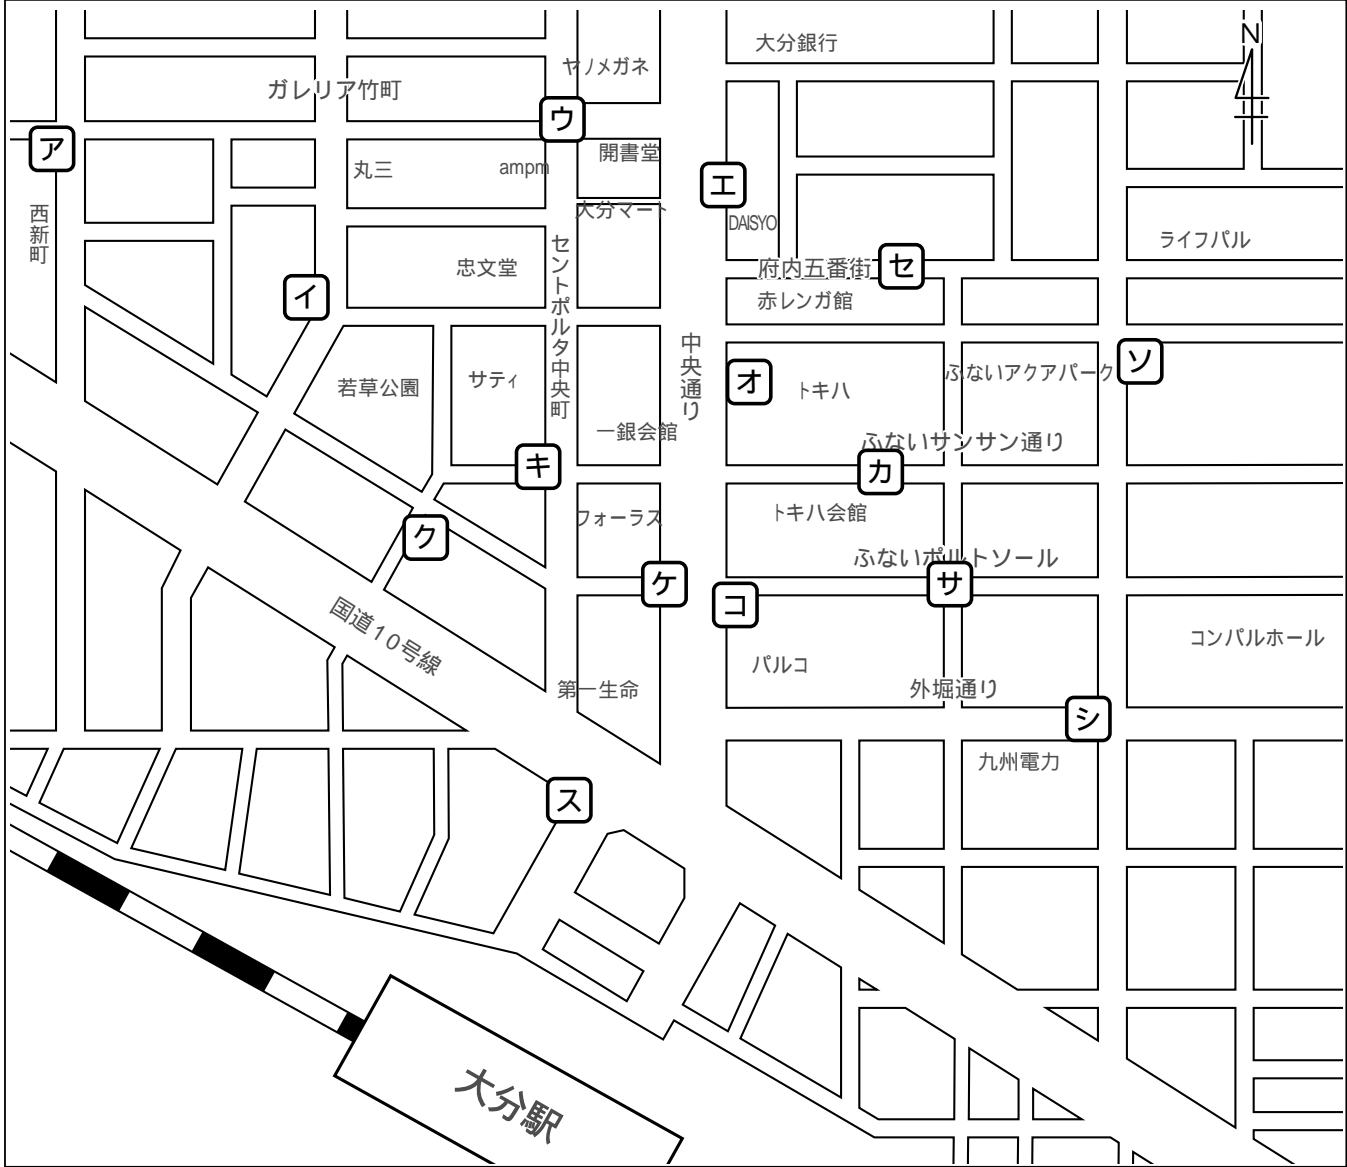 大分銀行
N
ヤノメガネ
ガレリア竹町
ウ
ア
開書堂
丸三
ampm
エ
大分マート
DAISYO
西新町
ライフパル
セントポルタ中央町
忠文堂
府内五番街
セ
イ
赤レンガ館
中央通り
ソ
ふないアクアパーク
オ
トキハ
サティ
若草公園
一銀会館
ふないサンサン通り
キ
カ
トキハ会館
フォーラス
ク
ふないポルトソール
ケ
サ
コ
国道10号線
コンパルホール
パルコ
第一生命
外堀通り
シ
九州電力
ス
大分駅